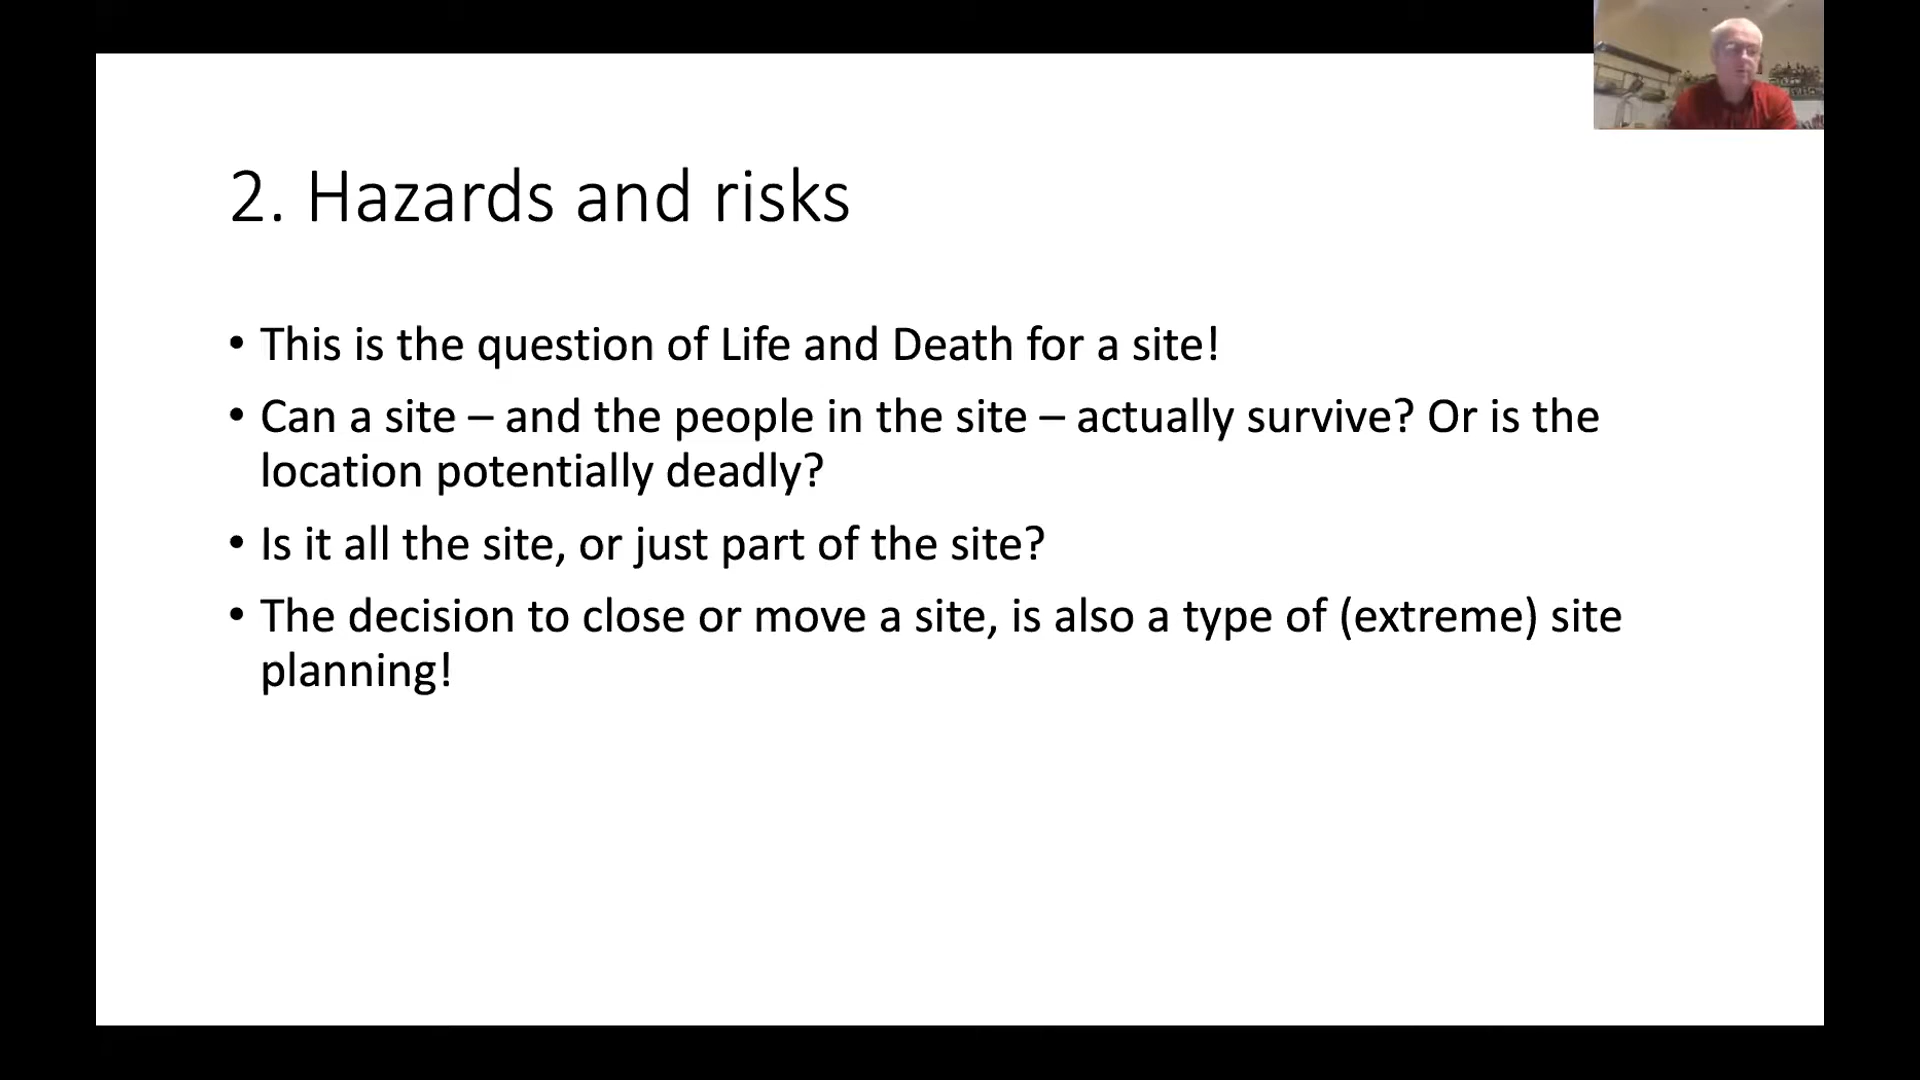 2. Hazards and risks
• This is the question of Life and Death for a site!
• Can a site – and the people in the site – actually survive? Or is the
location potentially deadly?
• Is it all the site, or just part of the site?
• The decision to close or move a site, is also a type of (extreme) site
planning!